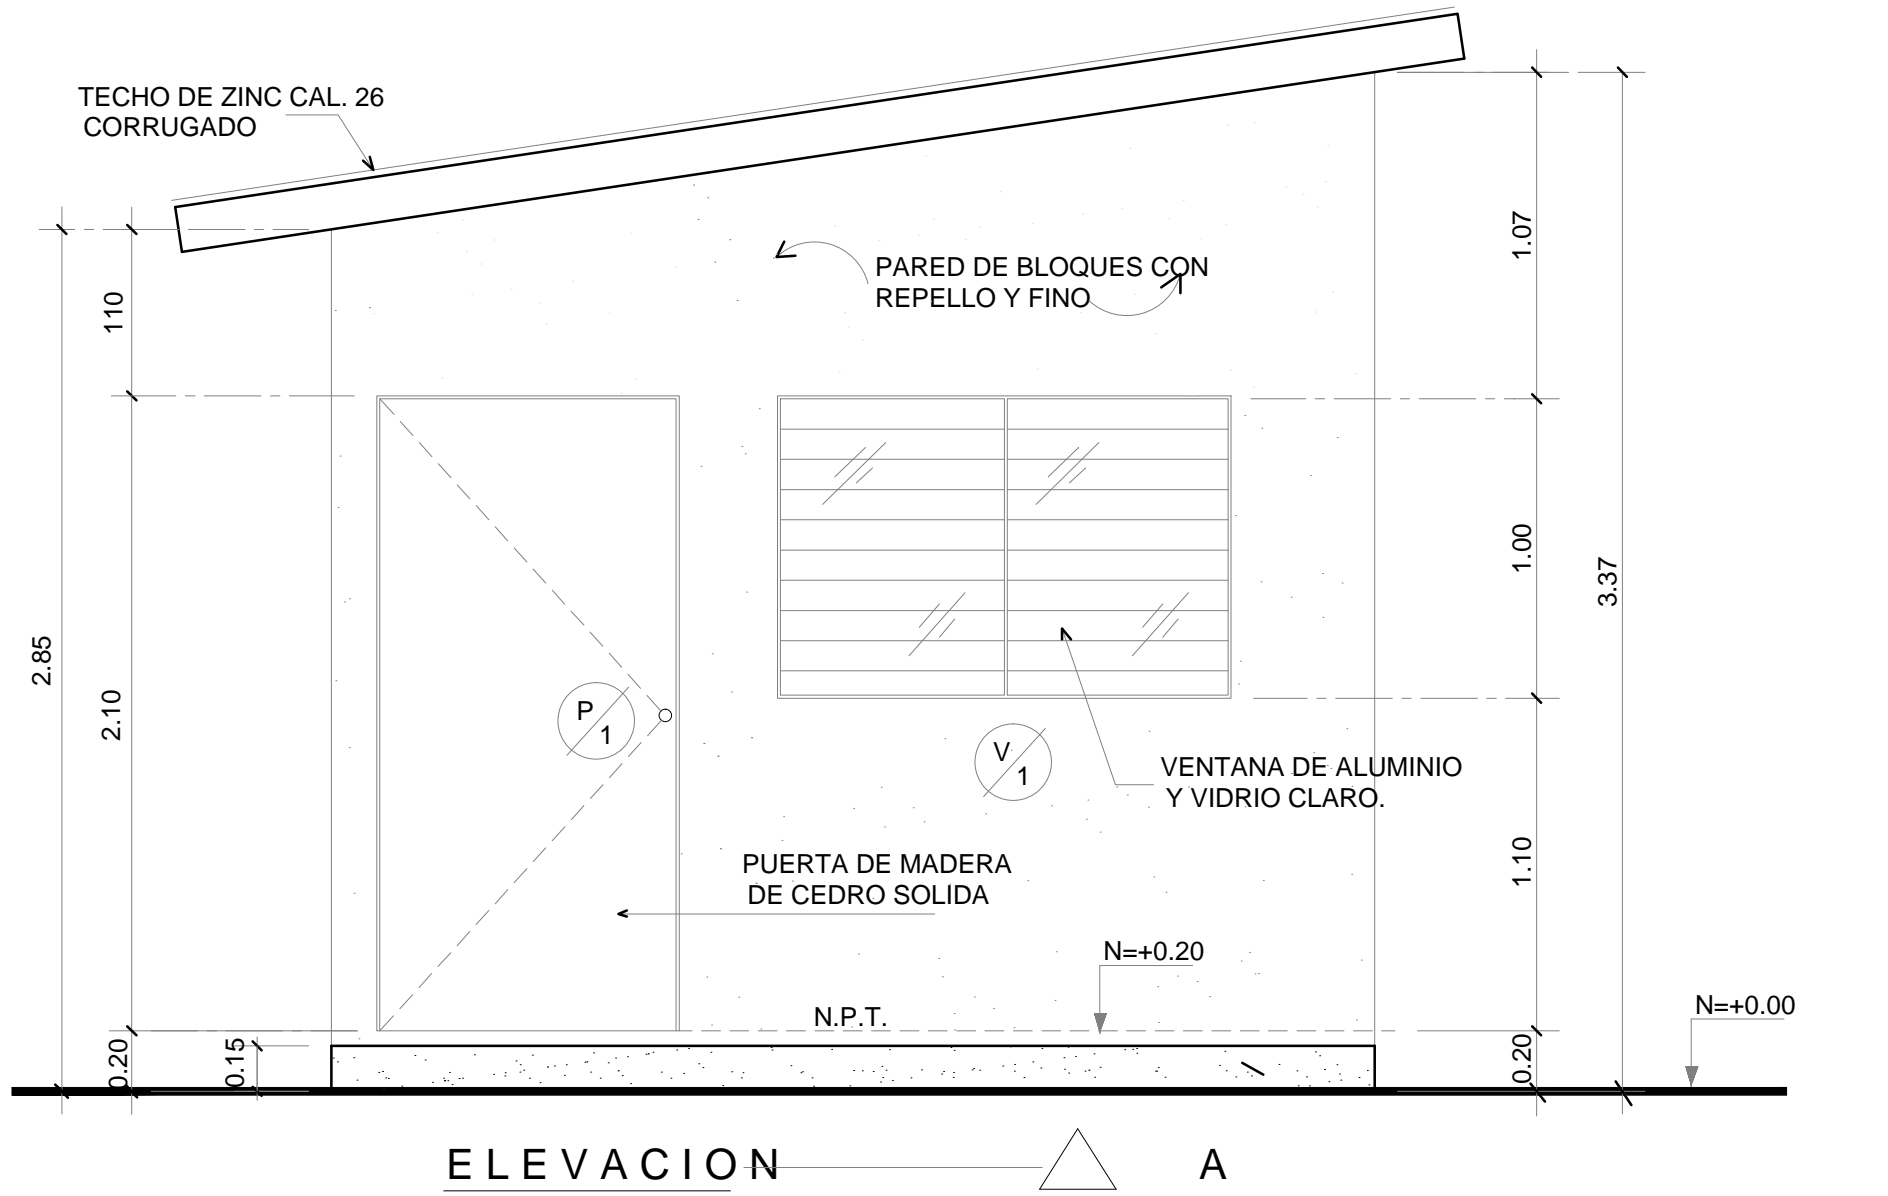 TECHO DE ZINC CAL. 26
CORRUGADO
PARED DE BLOQUES CON
REPELLO Y FINO
1.07
110
1.00
3.37
2.85
2.10
P
1
V
1
VENTANA DE ALUMINIO
Y VIDRIO CLARO.
1.10
PUERTA DE MADERA
DE CEDRO SOLIDA
N=+0.20
N.P.T.
N=+0.00
0.20
0.15
0.20
ELEVACION A